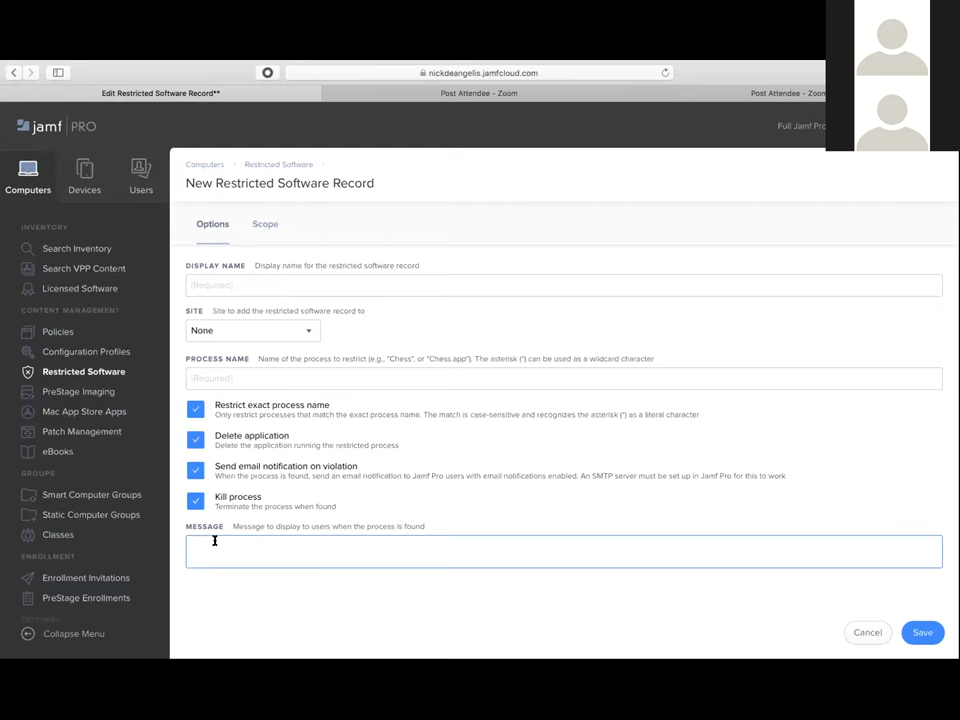 nickdeangelis.jamfcloud.com
Edit Restricted Software Record**
Post Attendee - Zoom
Post Attendee - Zoom
jamf | PRO
Full Jamf Pro
Computers
Devices
Users
Computers
Restricted Software
New Restricted Software Record
Options
Scope
INVENTORY
Search Inventory
Search VPP Content
Licensed Software
CONTENT MANAGEMENT
Policies
Configuration Profiles
Restricted Software
PreStage Imaging
Mac App Store Apps
Patch Management
eBooks
GROUPS
Smart Computer Groups
Static Computer Groups
Classes
ENROLLMENT
Enrollment Invitations
PreStage Enrollments
SETTINGS
Collapse Menu
DISPLAY NAME Display name for the restricted software record
(Required)
SITE Site to add the restricted software record to
None
PROCESS NAME Name of the process to restrict (e.g., "Chess", or "Chess.app"). The asterisk (*) can be used as a wildcard character
(Required)
Restrict exact process name
Only restrict processes that match the exact process name. The match is case-sensitive and recognizes the asterisk (*) as a literal character
Delete application
Delete the application running the restricted process
Send email notification on violation
When the process is found, send an email notification to Jamf Pro users with email notifications enabled. An SMTP server must be set up in Jamf Pro for this to work
Kill process
Terminate the process when found
MESSAGE Message to display to users when the process is found
Cancel
Save